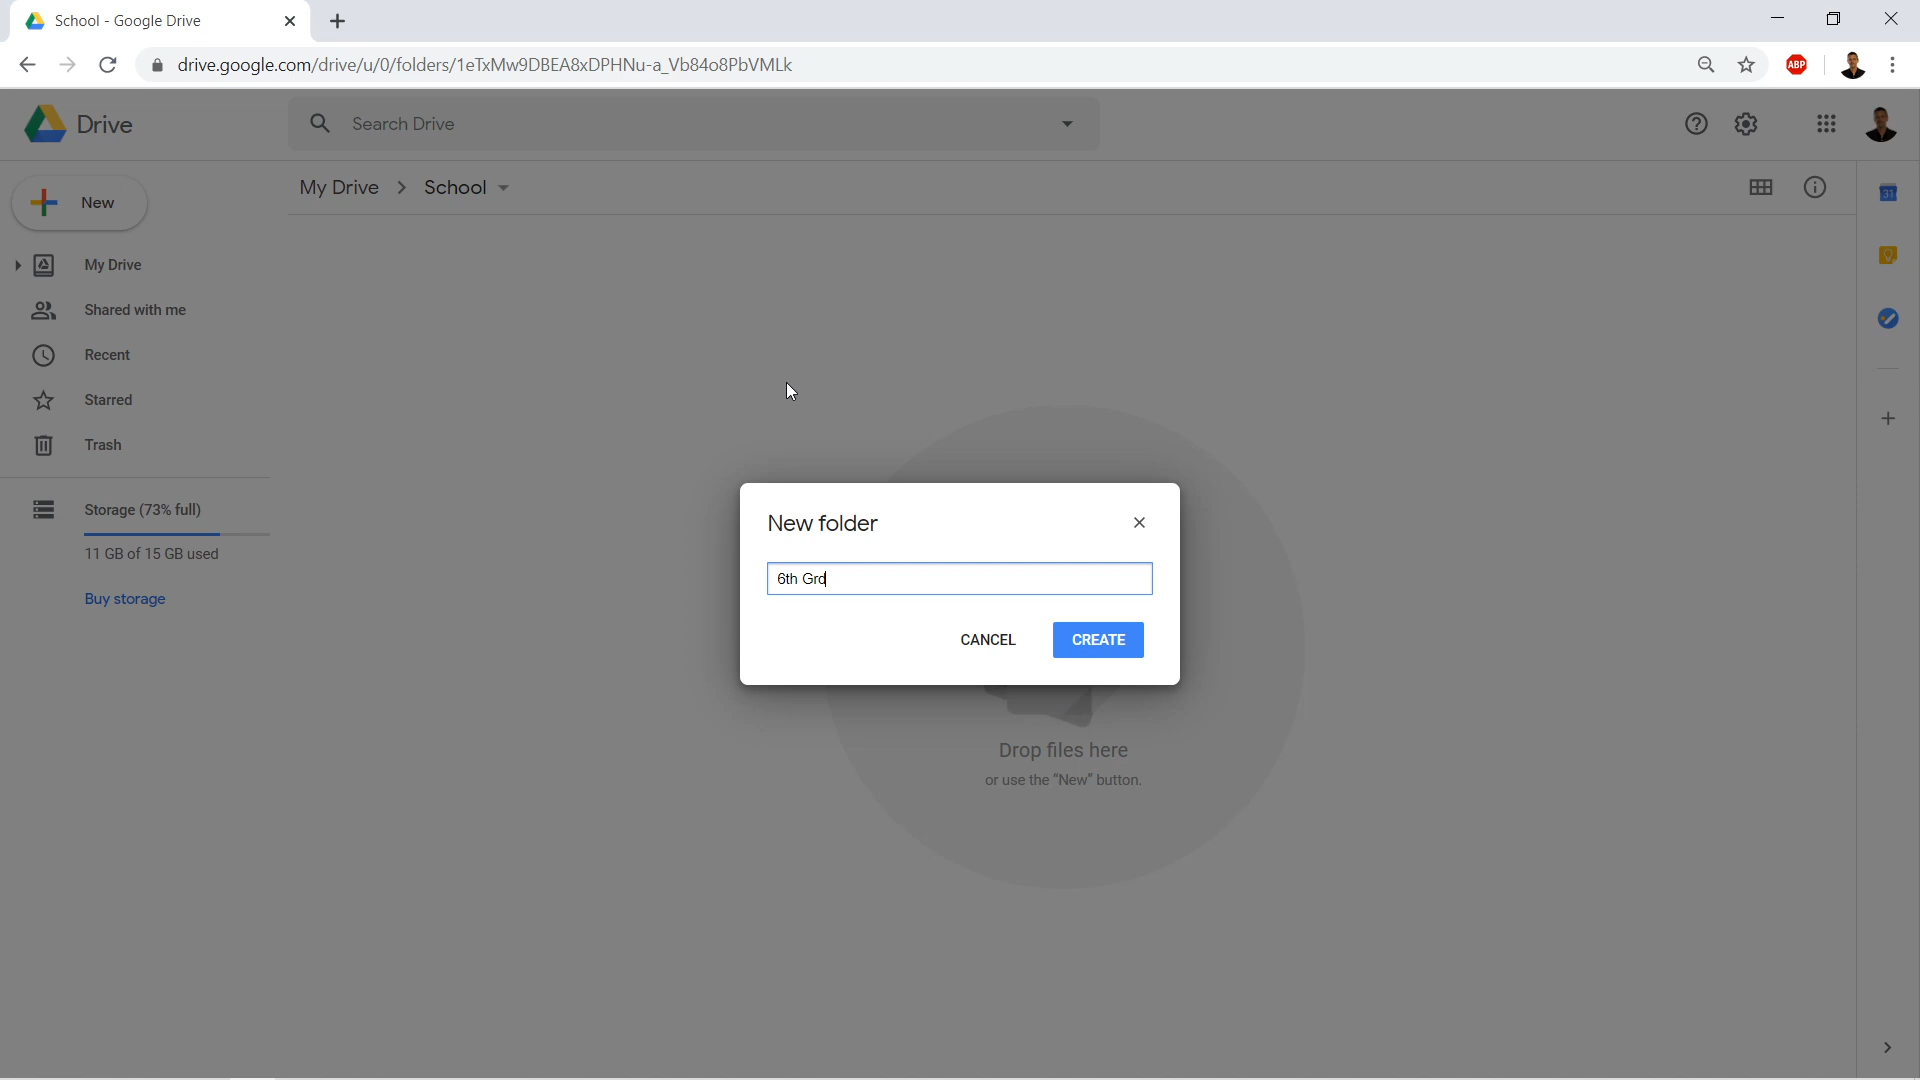 School - Google Drive
drive.google.com/drive/u/0/folders/1eTxMw9DBEA8xDPHNu-a_Vb84o8PbVMLk
ABP
Drive
Search Drive
New
My Drive > School
31
My Drive
Shared with me
Recent
Starred
Trash
Storage (73% full)
11 GB of 15 GB used
Buy storage
New folder
6th Grd
CANCEL
CREATE
Drop files here
or use the "New" button.